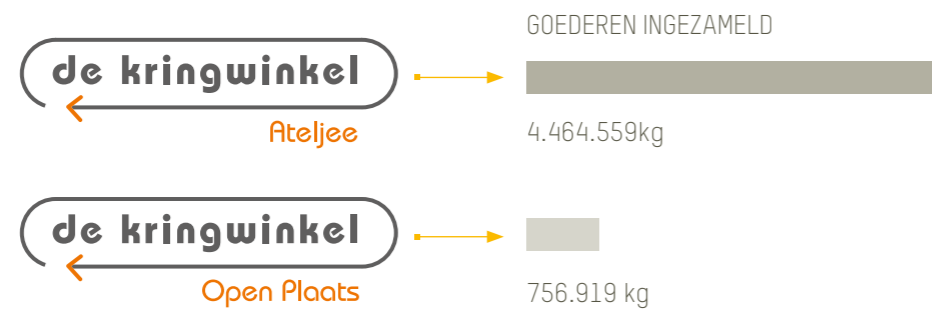 GOEDEREN INGEZAMELD
de kringwinkel
Ateljee
4.464.559kg
de kringwinkel
Open Plaats
756.919 kg